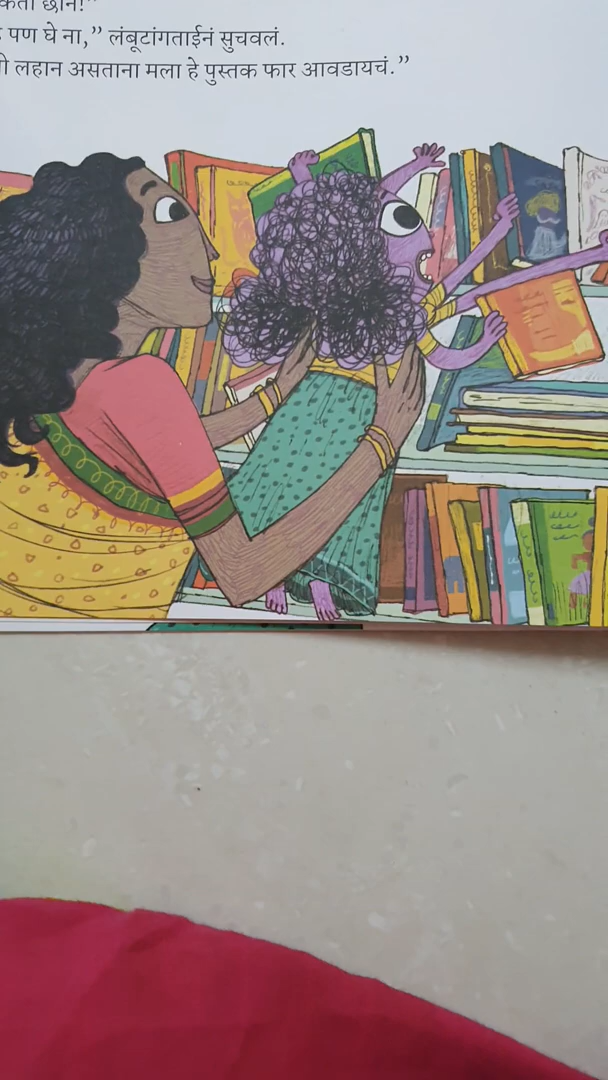 छान!”
पण घे ना,” लंबूटांगताईनं सुचवलं.
लहान असताना मला हे पुस्तक फार आवडायचं.”